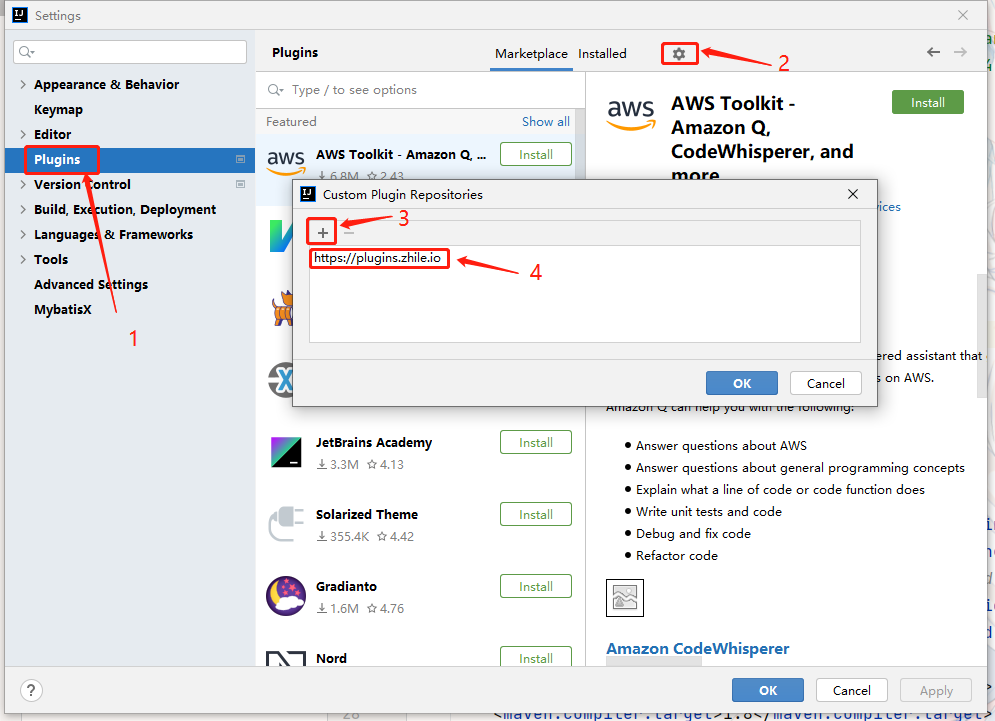 IJ Settings
Plugins
Marketplace Installed
2
Appearance & Behavior
Keymap
Editor
Plugins
Version Control
Build, Execution, Deployment
Languages & Frameworks
Tools
Advanced Settings
MybatisX
1
Type / to see options
Featured Show all
aws AWS Toolkit - Amazon Q, ... Install
6.8M 2.43
aws AWS Toolkit -
Amazon Q,
CodeWhisperer, and
more
Install
IJ Custom Plugin Repositories
3
https://plugins.zhile.io
4
OK Cancel
ered assistant that
s on AWS.
Amazon Q can help you with the following:
Answer questions about AWS
Answer questions about general programming concepts
Explain what a line of code or code function does
Write unit tests and code
Debug and fix code
Refactor code
Amazon CodeWhisperer
JetBrains Academy Install
3.3M 4.13
Solarized Theme Install
355.4K 4.42
Gradianto Install
1.6M 4.76
Nord Install
? OK Cancel Apply
28 <maven.compiler.target>1.8</maven.compiler.target>